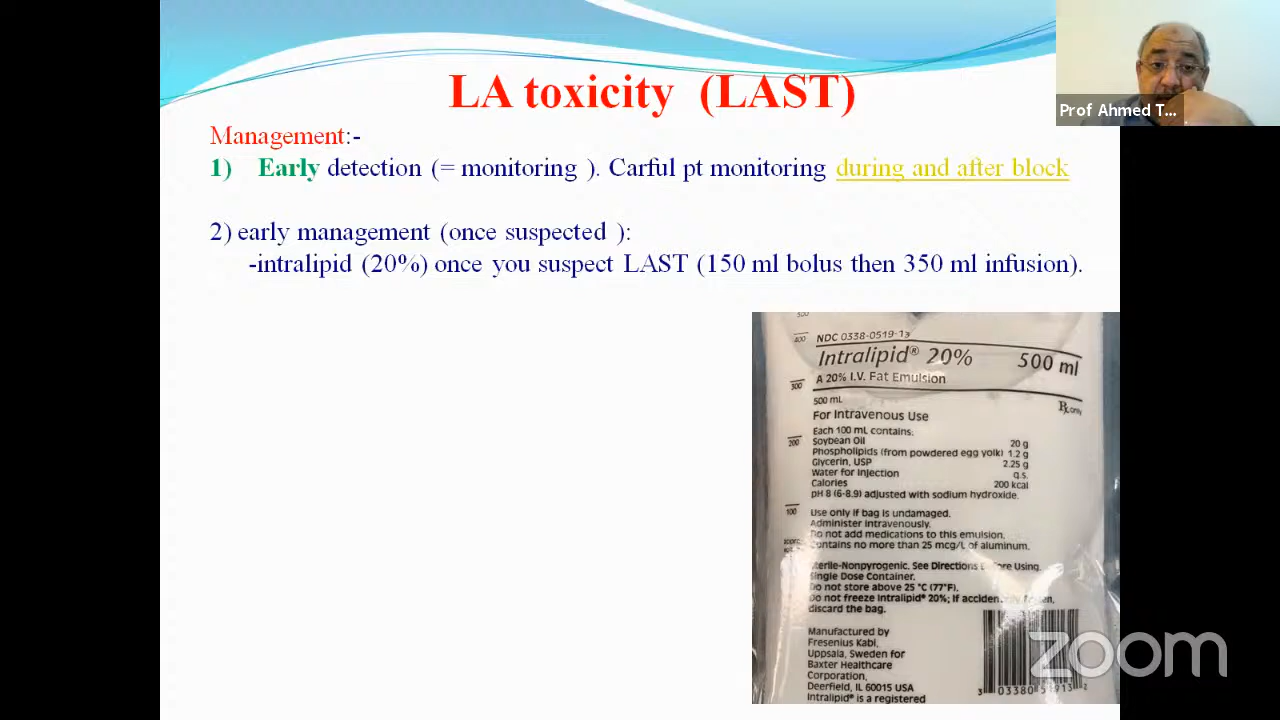 LA toxicity (LAST)
Prof Ahmed T...
Management:-
1) Early detection (= monitoring ). Carful pt monitoring during and after block
2) early management (once suspected ):
-intralipid (20%) once you suspect LAST (150 ml bolus then 350 ml infusion).
400 NDC 0338-0519-13
Intralipid® 20% 500 ml
A 20% I.V. Fat Emulsion
300
500 mL
Rx only
For Intravenous Use
Each 100 mL contains:
200 Soybean Oil 20 g
Phospholipids (from powdered egg yolk) 1.2 g
Glycerin, USP 2.25 g
Water for Injection q.s.
Calories 200 kcal
pH 8 (6-8.9) adjusted with sodium hydroxide.
100 Use only if bag is undamaged.
Administer intravenously.
Do not add medications to this emulsion.
Contains no more than 25 mcg/L of aluminum.
Sterile-Nonpyrogenic. See Directions Using.
Single Dose Container.
Do not store above 25 °C (77°F).
Do not freeze Intralipid® 20%; If
discard the bag.
Manufactured by
Fresenius Kabi,
Uppsala, Sweden for
Baxter Healthcare
Corporation,
Deerfield, IL 60015 USA
Intralipid® is a registered
zoom